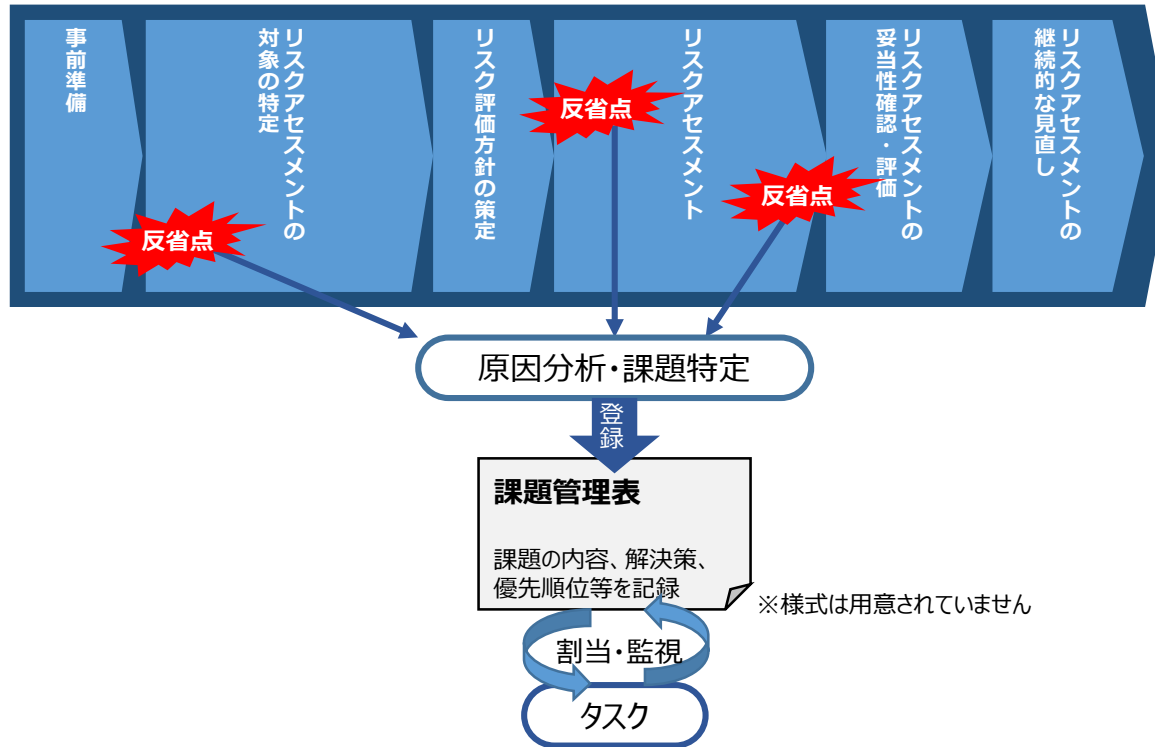 事前準備
リスクアセスメントの
対象の特定
リスク評価方針の策定
リスクアセスメント
リスクアセスメントの
妥当性確認・評価
リスクアセスメントの
継続的な見直し
反省点
反省点
反省点
原因分析・課題特定
登録
課題管理表
課題の内容、解決策、
優先順位等を記録
※様式は用意されていません
割当・監視
タスク